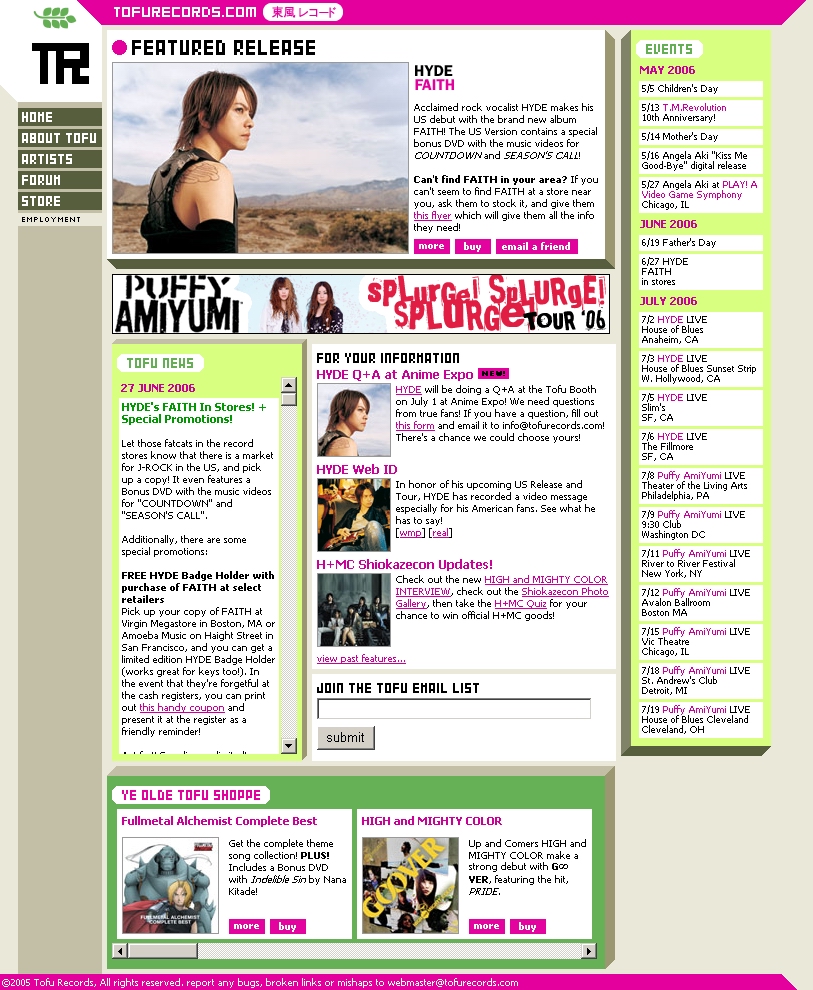 TOFURECORDS.COM 東風 レコード
TR
HOME
ABOUT TOFU
ARTISTS
FORUM
STORE
EMPLOYMENT
FEATURED RELEASE
HYDE
FAITH
Acclaimed rock vocalist HYDE makes his
US debut with the brand new album
FAITH! The US Version contains a special
bonus DVD with the music videos for
COUNTDOWN and SEASON'S CALL!
Can't find FAITH in your area? If you
can't seem to find FAITH at a store near
you, ask them to stock it, and give them
this flyer which will give them all the info
they need!
more buy email a friend
PUFFY
AMIYUMI
SPLURGE! SPLURGE!
SPLURGE TOUR '06
TOFU NEWS
27 JUNE 2006
HYDE's FAITH In Stores! +
Special Promotions!
Let those fatcats in the record
stores know that there is a market
for J-ROCK in the US, and pick
up a copy! It even features a
Bonus DVD with the music videos
for "COUNTDOWN" and
"SEASON'S CALL".
Additionally, there are some
special promotions:
FREE HYDE Badge Holder with
purchase of FAITH at select
retailers
Pick up your copy of FAITH at
Virgin Megastore in Boston, MA or
Amoeba Music on Haight Street in
San Francisco, and you can get a
limited edition HYDE Badge Holder
(works great for keys too!). In
the event that they're forgetful at
the cash registers, you can print
out this handy coupon and
present it at the register as a
friendly reminder!
FOR YOUR INFORMATION
HYDE Q+A at Anime Expo NEW!
HYDE will be doing a Q+A at the Tofu Booth
on July 1 at Anime Expo! We need questions
from true fans! If you have a question, fill out
this form and email it to info@tofurecords.com!
There's a chance we could choose yours!
HYDE Web ID
In honor of his upcoming US Release and
Tour, HYDE has recorded a video message
especially for his American fans. See what he
has to say!
[wmp] [real]
H+MC Shiokazecon Updates!
Check out the new HIGH and MIGHTY COLOR
INTERVIEW, check out the Shiokazecon Photo
Gallery, then take the H+MC Quiz for your
chance to win official H+MC goods!
view past features...
JOIN THE TOFU EMAIL LIST
submit
EVENTS
MAY 2006
5/5 Children's Day
5/13 T.M.Revolution
10th Anniversary!
5/14 Mother's Day
5/16 Angela Aki "Kiss Me
Good-Bye" digital release
5/27 Angela Aki at PLAY! A
Video Game Symphony
Chicago, IL
JUNE 2006
6/19 Father's Day
6/27 HYDE
FAITH
in stores
JULY 2006
7/2 HYDE LIVE
House of Blues
Anaheim, CA
7/3 HYDE LIVE
House of Blues Sunset Strip
W. Hollywood, CA
7/5 HYDE LIVE
Slim's
SF, CA
7/6 HYDE LIVE
The Fillmore
SF, CA
7/8 Puffy AmiYumi LIVE
Theater of the Living Arts
Philadelphia, PA
7/9 Puffy AmiYumi LIVE
9:30 Club
Washington DC
7/11 Puffy AmiYumi LIVE
River to River Festival
New York, NY
7/12 Puffy AmiYumi LIVE
Avalon Ballroom
Boston MA
7/15 Puffy AmiYumi LIVE
Vic Theatre
Chicago, IL
7/18 Puffy AmiYumi LIVE
St. Andrew's Club
Detroit, MI
7/19 Puffy AmiYumi LIVE
House of Blues Cleveland
Cleveland, OH
YE OLDE TOFU SHOPPE
Fullmetal Alchemist Complete Best
FULLMETAL ALCHEMIST
COMPLETE BEST
Get the complete theme
song collection! PLUS!
Includes a Bonus DVD
with Indelible Sin by Nana
Kitade!
more buy
HIGH and MIGHTY COLOR
GOOVER
Up and Comers HIGH and
MIGHTY COLOR make a
strong debut with G∞
VER, featuring the hit,
PRIDE.
more buy
©2005 Tofu Records, All rights reserved. report any bugs, broken links or mishaps to webmaster@tofurecords.com